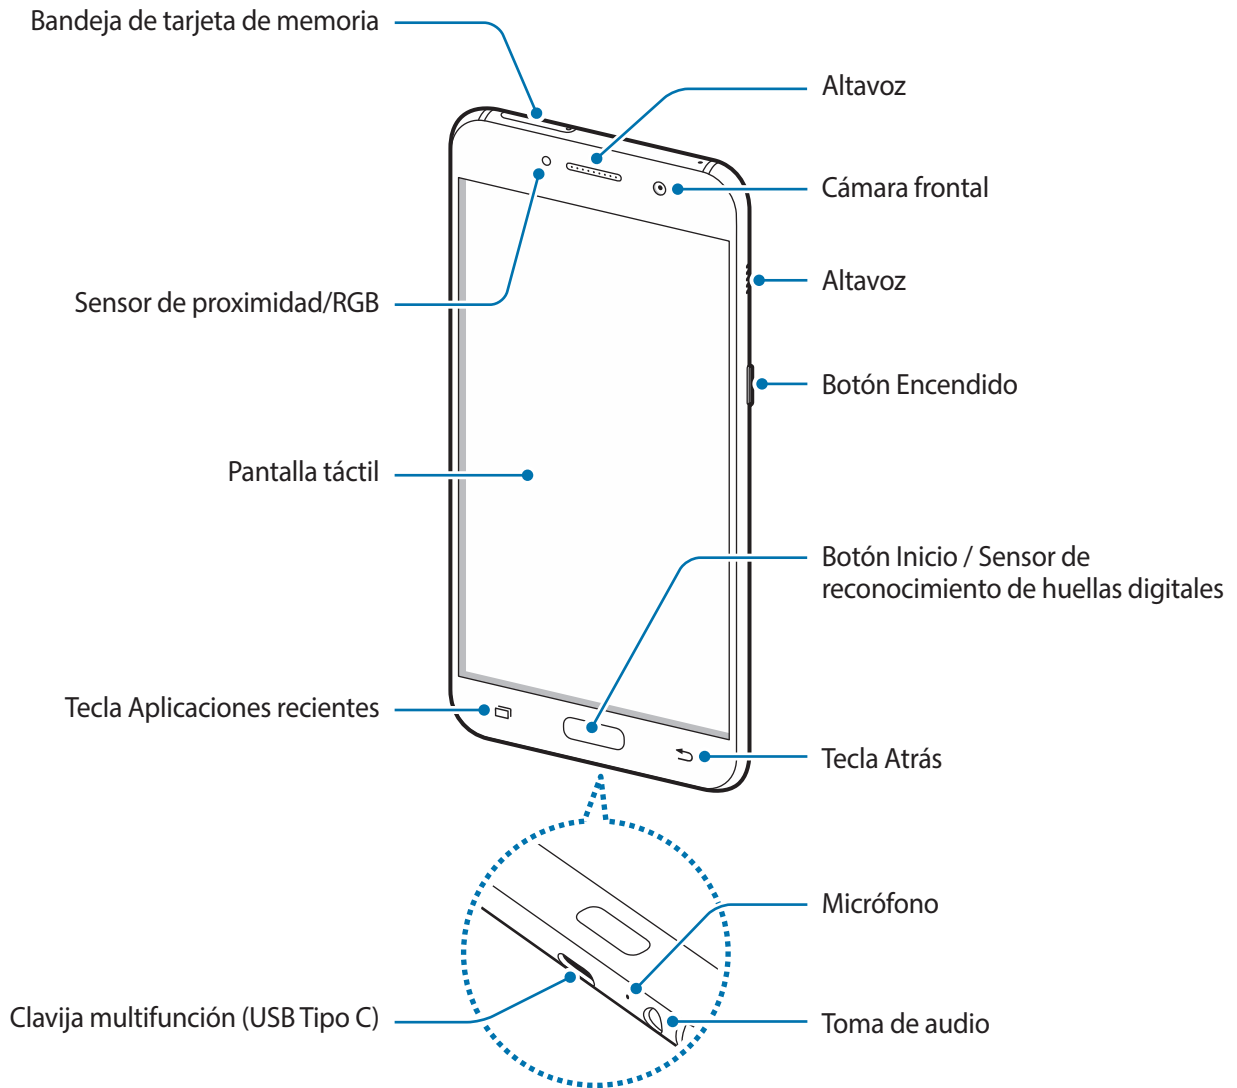 Bandeja de tarjeta de memoria
Altavoz
Cámara frontal
Sensor de proximidad/RGB
Altavoz
Botón Encendido
Pantalla táctil
Botón Inicio / Sensor de
reconocimiento de huellas digitales
Tecla Aplicaciones recientes
Tecla Atrás
Micrófono
Clavija multifunción (USB Tipo C)
Toma de audio